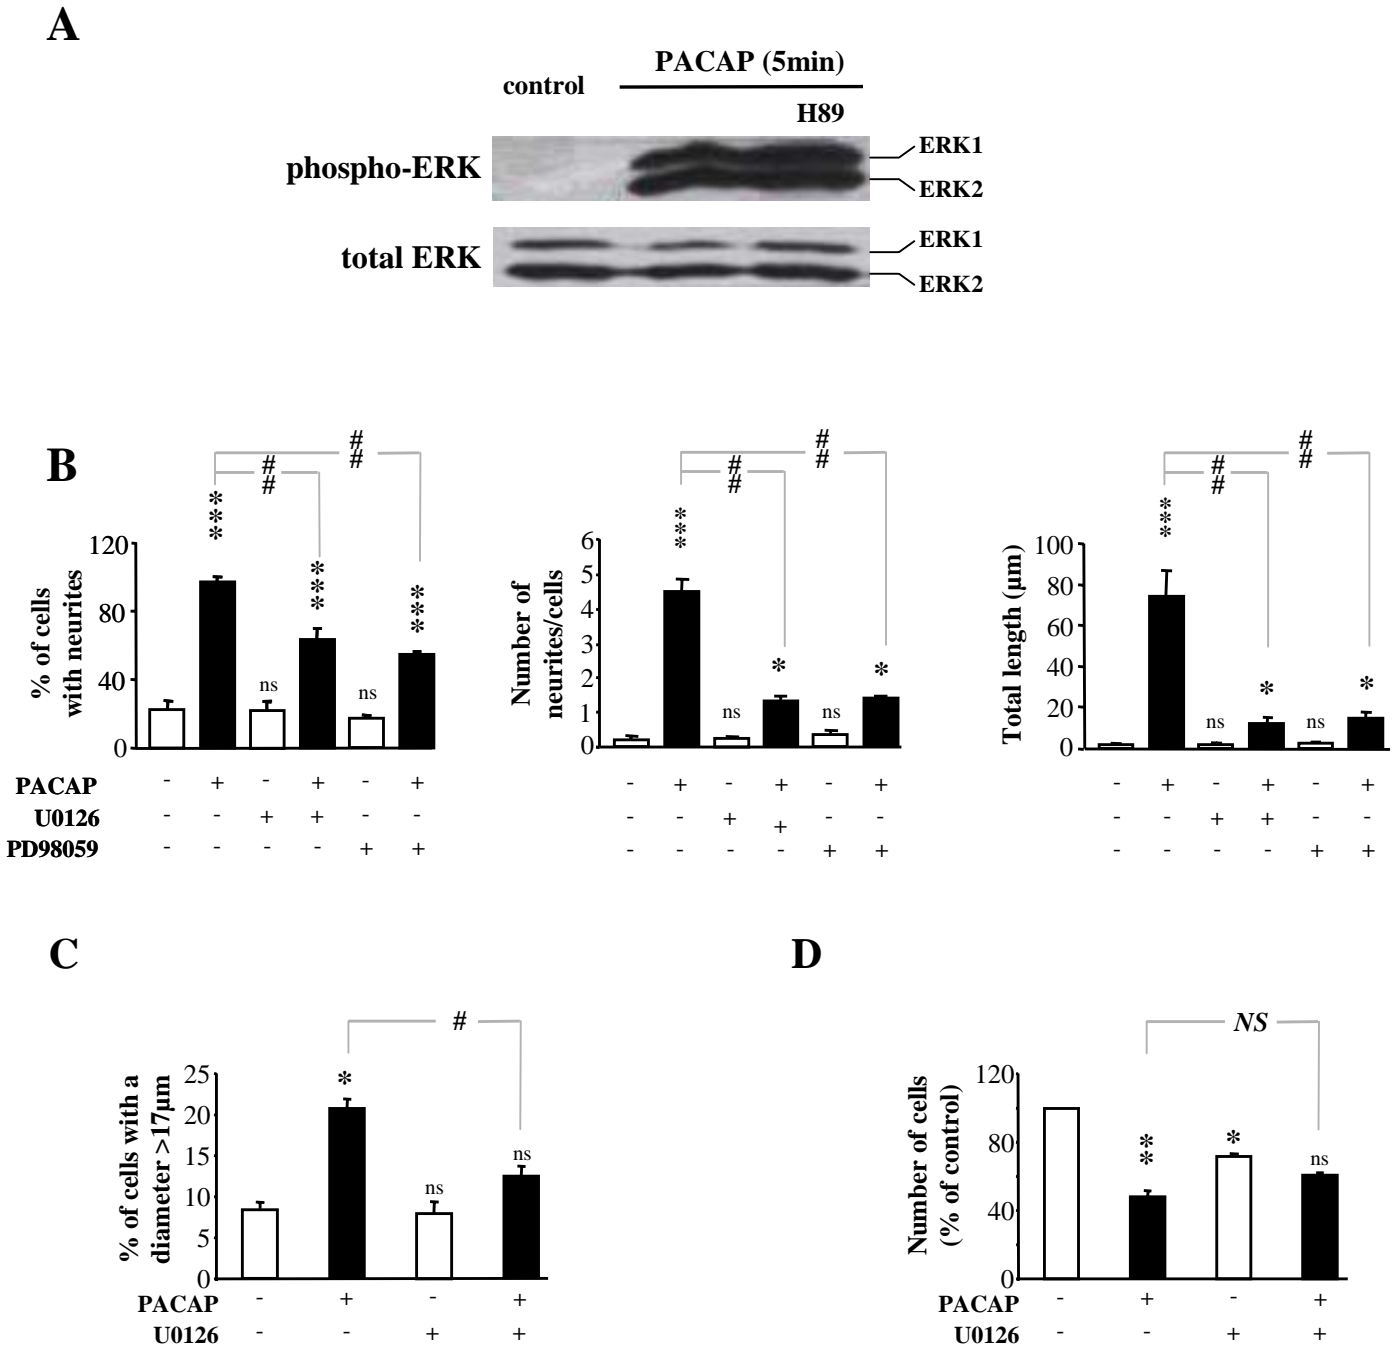 A
PACAP (5min)
control
H89
phospho-ERK
ERK1
ERK2
total ERK
ERK1
ERK2
B
# # # #
*** *** ***
120
80
40
0
% of cells
with neurites
ns ns
# # # #
*** * *
6
5
4
3
2
1
0
Number of
neurites/cells
ns ns
# # # #
*** * *
100
80
60
40
20
0
Total length (µm)
ns ns
PACAP - + - + - + - + - + - + - + - + - +
U0126 - - + + - - - - + + - - - - + + - -
PD98059 - - - - + + - - - - + + - - - - + +
C
#
*
25
20
15
10
5
0
% of cells with a
diameter >17µm
ns ns
PACAP - + - +
U0126 - - + +
D
NS
** *
120
80
40
0
Number of cells
(% of control)
ns
PACAP - + - +
U0126 - - + +